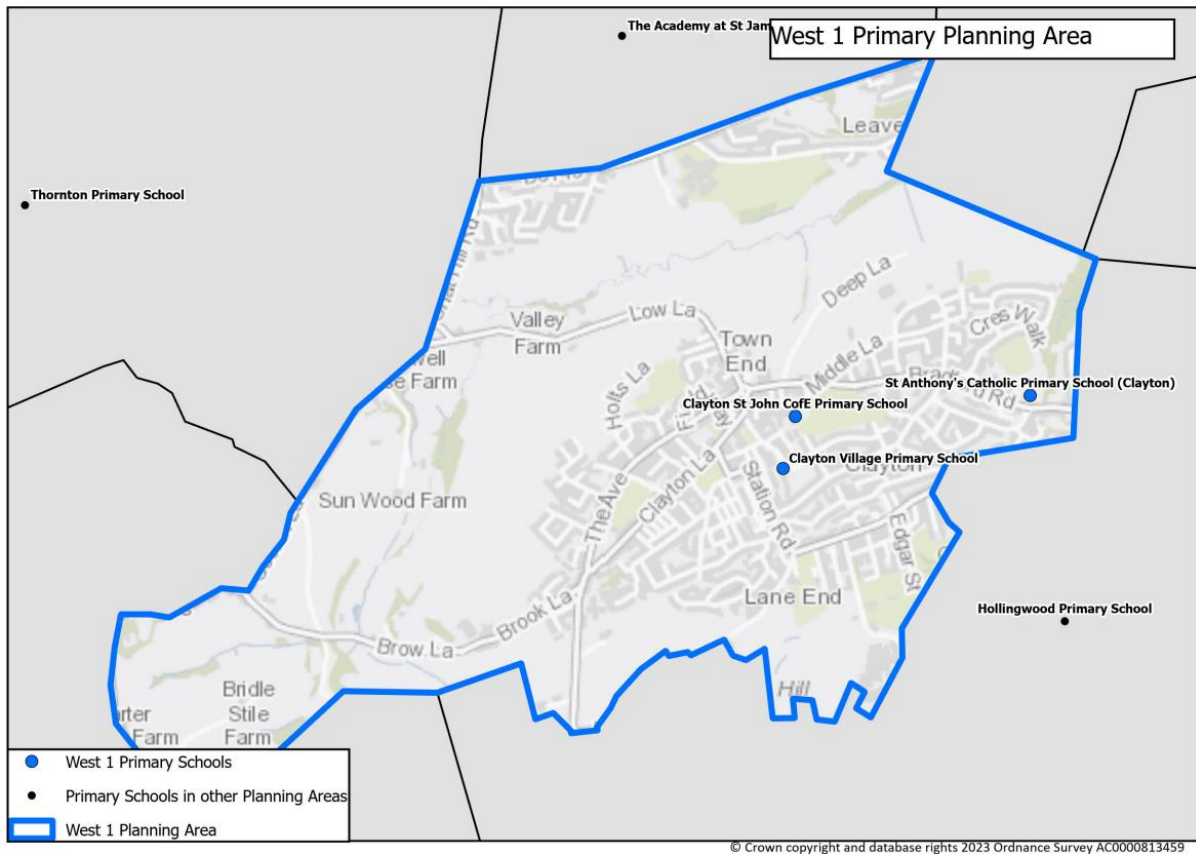 The Academy at St Jam
West 1 Primary Planning Area
Leave
Thornton Primary School
Deep La
Low La
Valley
Farm
Town
End
Cres Walk
Middle La
Holts La
St Anthony's Catholic Primary School (Clayton)
Bradford Rd
Clayton St John CofE Primary School
Clayton Village Primary School
Clayton
Clayton La
The Ave
Station Rd
Sun Wood Farm
Edgar St
Lane End
Hollingwood Primary School
Brook La
Brow La
Hill
Bridle
Stile
Farm
Farm
West 1 Primary Schools
Primary Schools in other Planning Areas
West 1 Planning Area
© Crown copyright and database rights 2023 Ordnance Survey AC0000813459